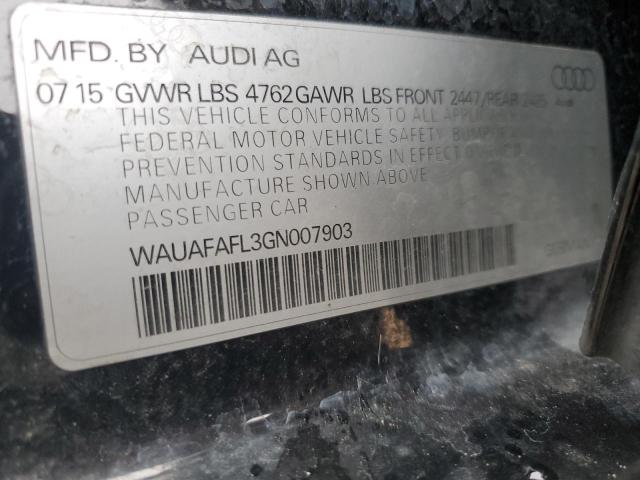 MFD. BY AUDI AG
07 15 GVWR LBS 4762 GAWR LBS FRONT 2447/REAR Audi
THIS VEHICLE CONFORMS TO ALL
FEDERAL MOTOR VEHICLE SAFETY
PREVENTION STANDARDS IN EFFECT
MANUFACTURE SHOWN ABOVE
PASSENGER CAR
WAUAFAFL3GN007903